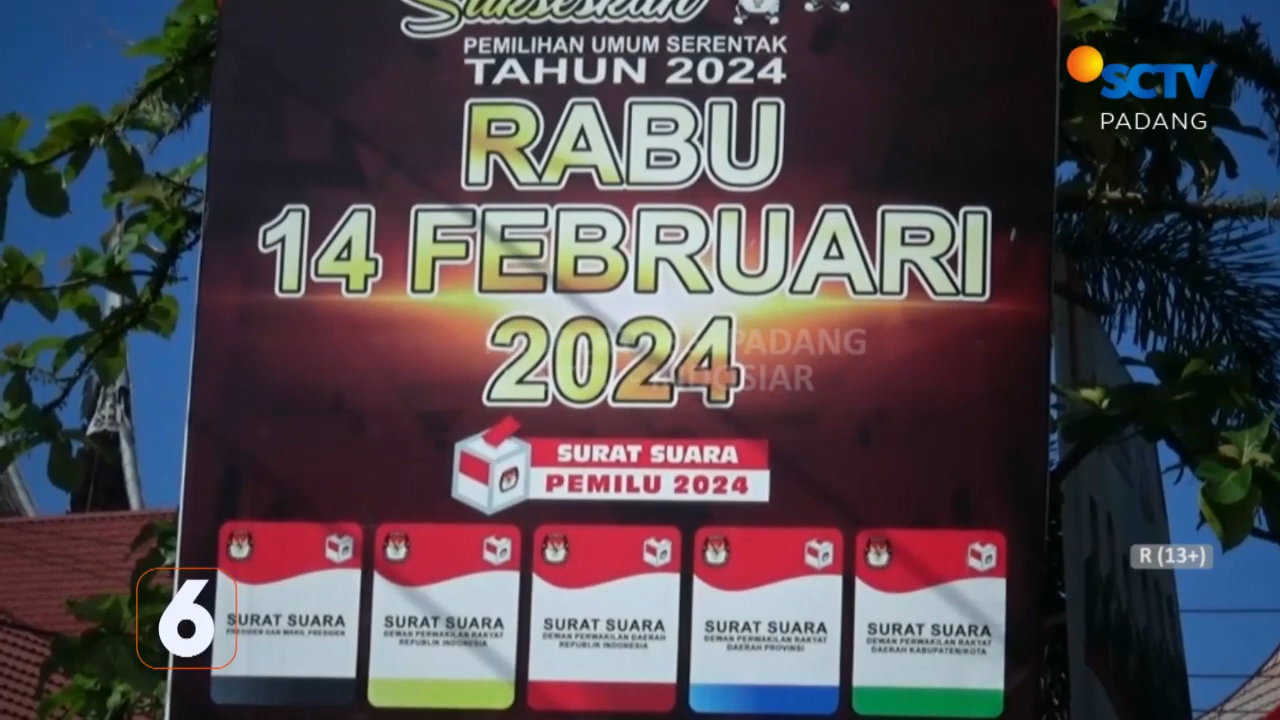 Sukseskan
PEMILIHAN UMUM SERENTAK
TAHUN 2024
RABU
14 FEBRUARI
2024
SCTV
PADANG
PADANG
SURAT SUARA
PEMILU 2024
SURAT SUARA
PRESIDEN DAN WAKIL PRESIDEN
SURAT SUARA
DEWAN PERWAKILAN RAKYAT
REPUBLIK INDONESIA
SURAT SUARA
DEWAN PERWAKILAN DAERAH
REPUBLIK INDONESIA
SURAT SUARA
DEWAN PERWAKILAN RAKYAT
DAERAH PROVINSI
SURAT SUARA
DEWAN PERWAKILAN RAKYAT
DAERAH KABUPATEN/KOTA
R (13+)
6